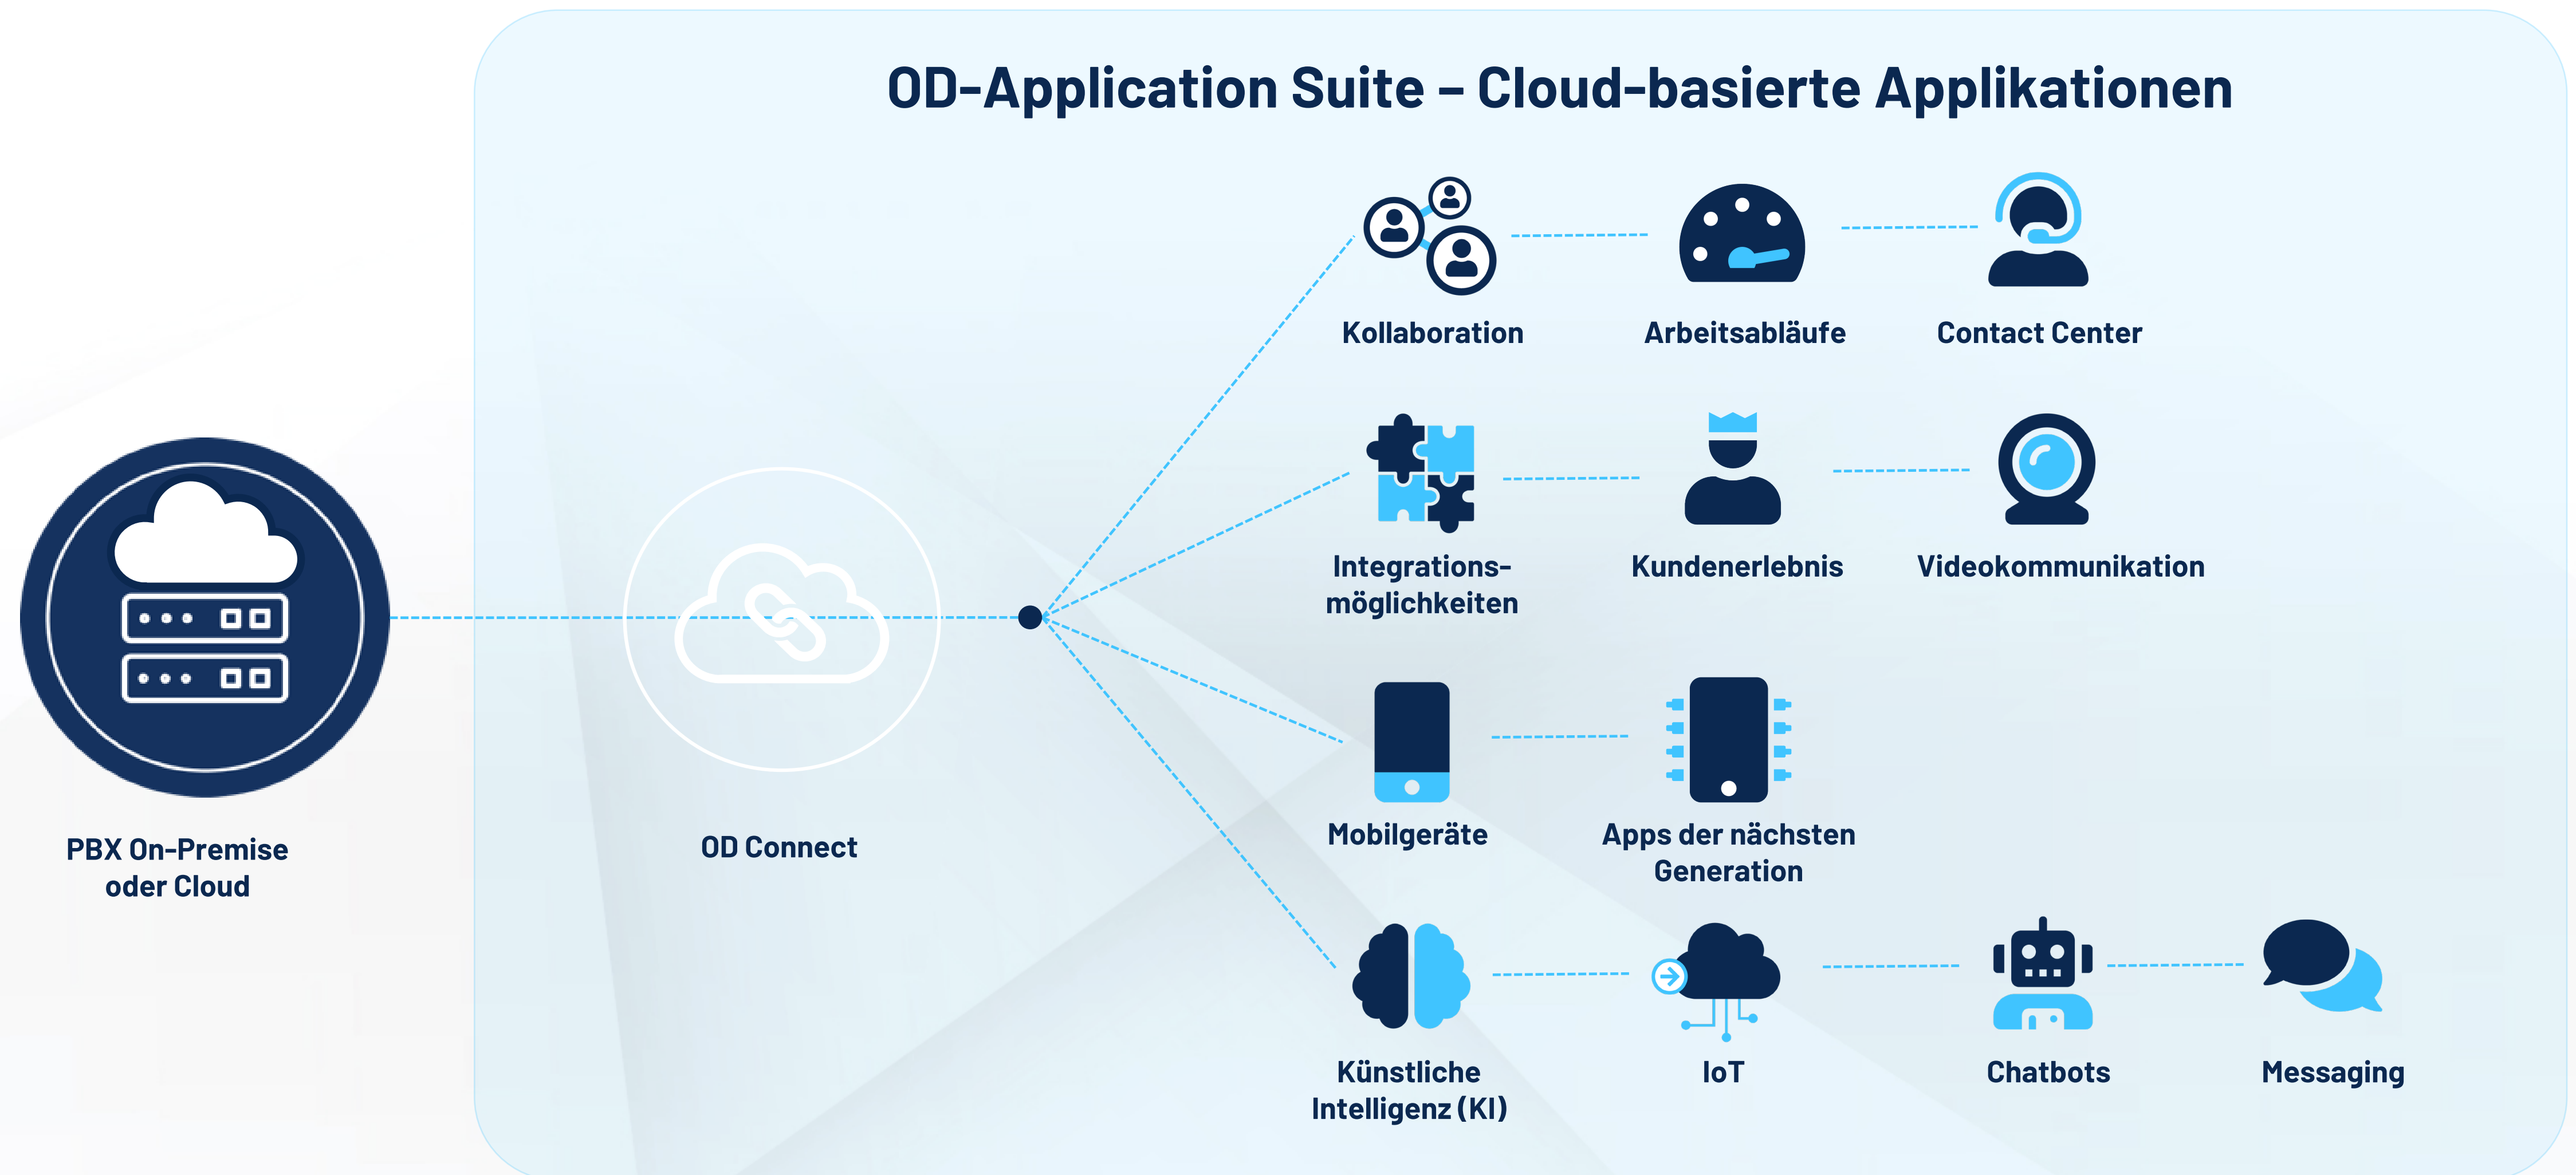 OD-Application Suite – Cloud-basierte Applikationen
Kollaboration
Arbeitsabläufe
Contact Center
Integrations-
möglichkeiten
Kundenerlebnis
Videokommunikation
PBX On-Premise
oder Cloud
OD Connect
Mobilgeräte
Apps der nächsten
Generation
Künstliche
Intelligenz (KI)
IoT
Chatbots
Messaging